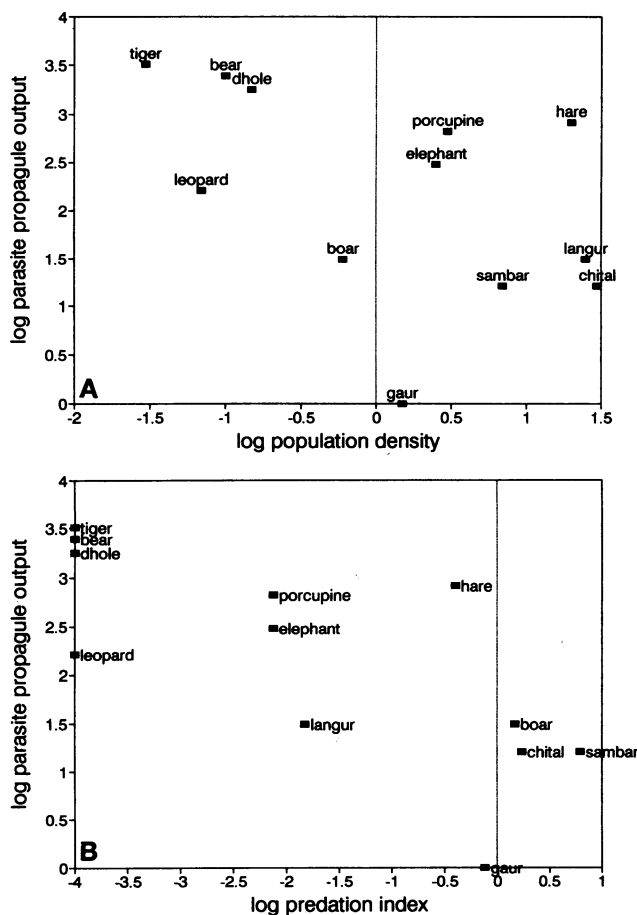 4
tiger
3.5
bear
dhole
3
hare
porcupine
2.5
elephant
leopard
2
1.5
boar
langur
sambar
chital
1
0.5
A
gaur
0
-2
-1.5
-1
-0.5
0
0.5
1
1.5
log population density
log parasite propagule output
4
3.5
tiger
bear
dhole
3
hare
porcupine
2.5
elephant
leopard
2
1.5
langur
boar
chital
sambar
1
0.5
B
gaur
0
-4
-3.5
-3
-2.5
-2
-1.5
-1
-0.5
0
0.5
1
log predation index
log parasite propagule output